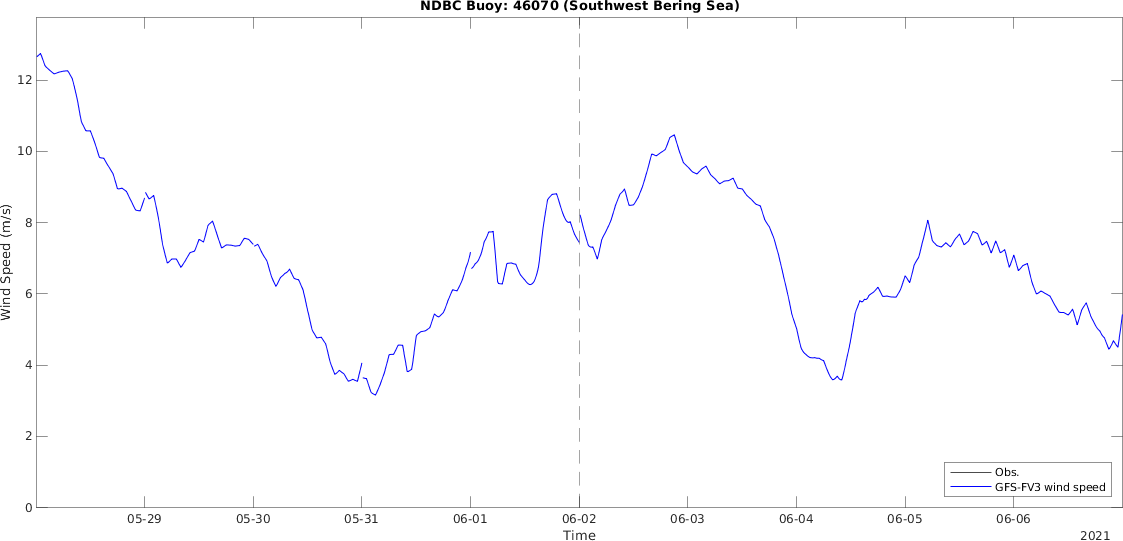 NDBC Buoy: 46070 (Southwest Bering Sea)
Wind Speed (m/s)
12
10
8
6
4
2
0
Obs.
GFS-FV3 wind speed
05-29 05-30 05-31 06-01 06-02 06-03 06-04 06-05 06-06
Time
2021